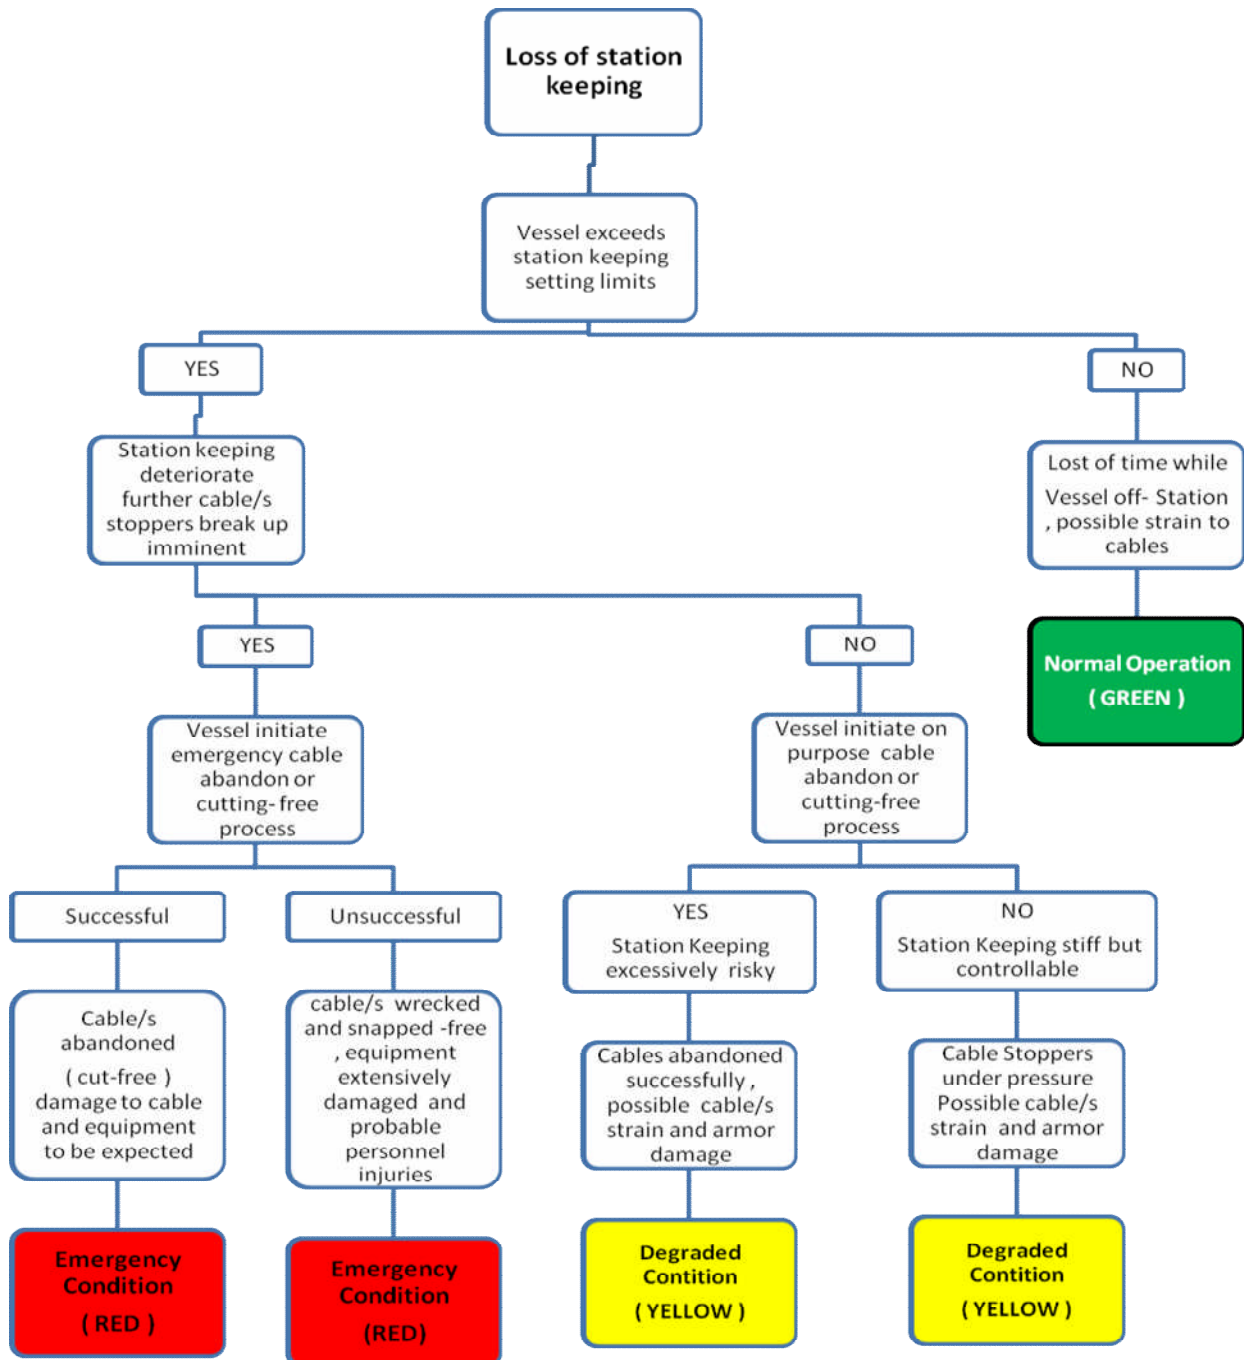 Loss of station
keeping
Vessel exceeds
station keeping
setting limits
YES
NO
Station keeping
deteriorate
further cable/s
stoppers break up
imminent
Lost of time while
Vessel off- Station
, possible strain to
cables
YES
NO
Normal Operation
( GREEN )
Vessel initiate
emergency cable
abandon or
cutting- free
process
Vessel initiate on
purpose cable
abandon or
cutting-free
process
Successful
Unsuccessful
YES
Station Keeping
excessively risky
NO
Station Keeping stiff but
controllable
Cable/s
abandoned
( cut-free )
damage to cable
and equipment
to be expected
cable/s wrecked
and snapped -free
, equipment
extensively
damaged and
probable
personnel
injuries
Cables abandoned
successfully ,
possible cable/s
strain and armor
damage
Cable Stoppers
under pressure
Possible cable/s
strain and armor
damage
Emergency
Condition
( RED )
Emergency
Condition
(RED)
Degraded
Contition
( YELLOW )
Degraded
Contition
( YELLOW )